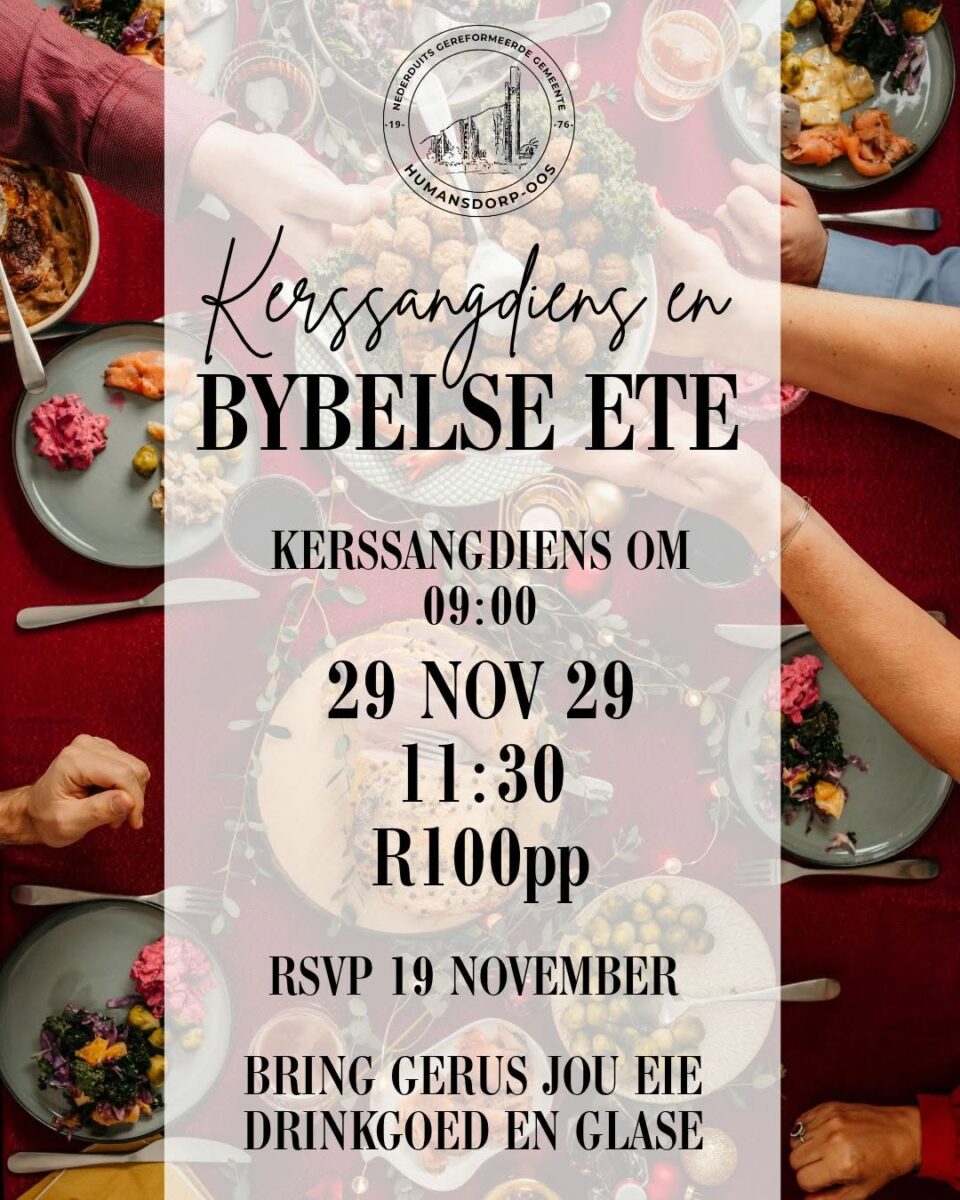 NEDERDUITS GEREFORMEERDE GEMEENTE
-19- -76-
HUMANSDORP-OOS
Kerssangdiens en
BYBELSE ETE
KERSSANGDIENS OM
09:00
29 NOV 29
11:30
R100pp
RSVP 19 NOVEMBER
BRING GERUS JOU EIE
DRINKGOED EN GLASE